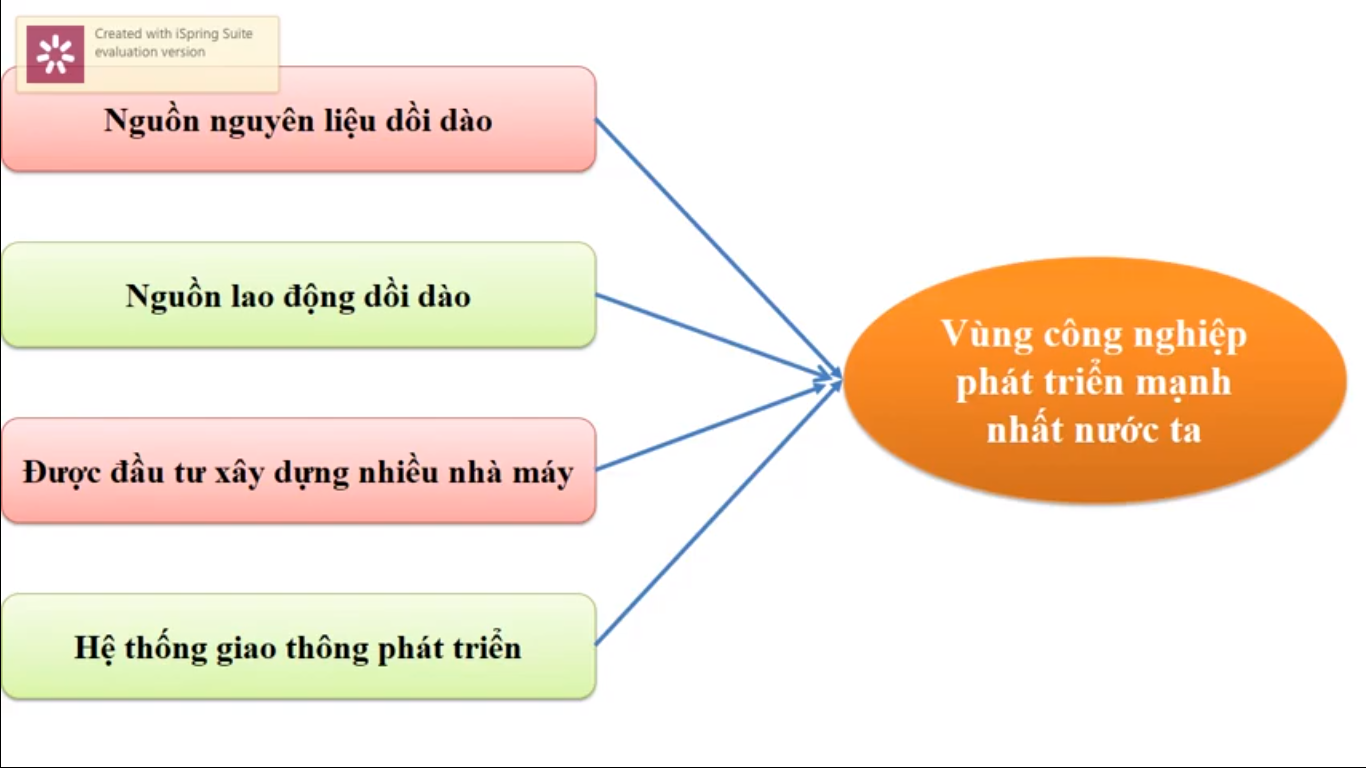 Created with iSpring Suite
evaluation version
Nguồn nguyên liệu dồi dào
Nguồn lao động dồi dào
Được đầu tư xây dựng nhiều nhà máy
Hệ thống giao thông phát triển
Vùng công nghiệp
phát triển mạnh
nhất nước ta